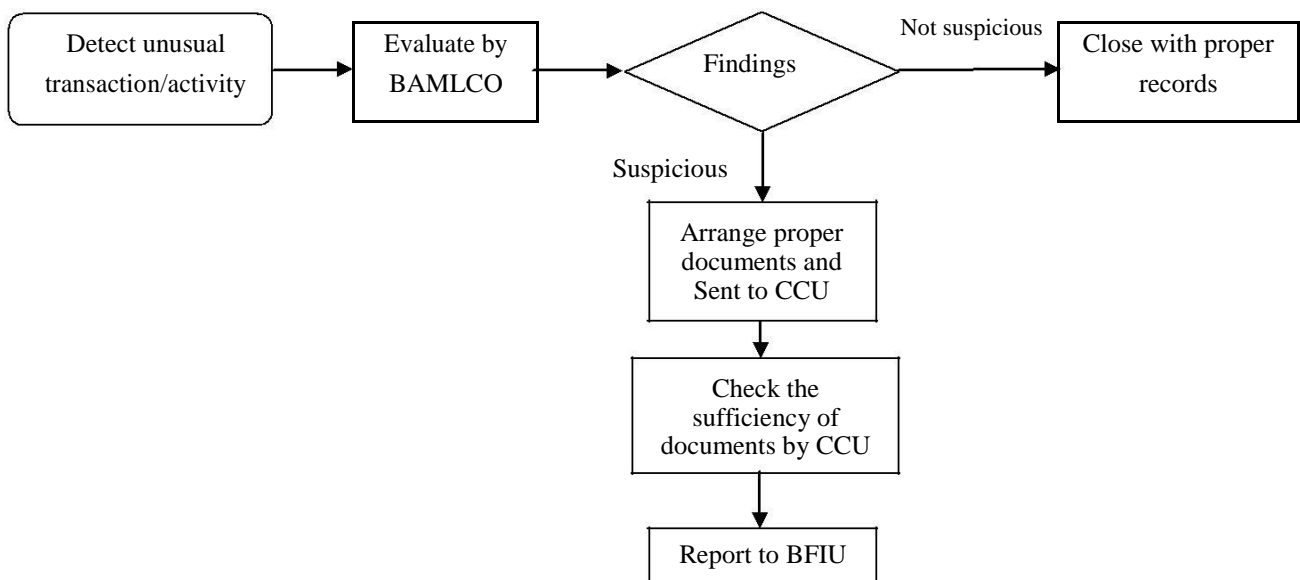 Detect unusual
transaction/activity
Evaluate by
BAMLCO
Findings
Not suspicious
Close with proper
records
Suspicious
Arrange proper
documents and
Sent to CCU
Check the
sufficiency of
documents by CCU
Report to BFIU